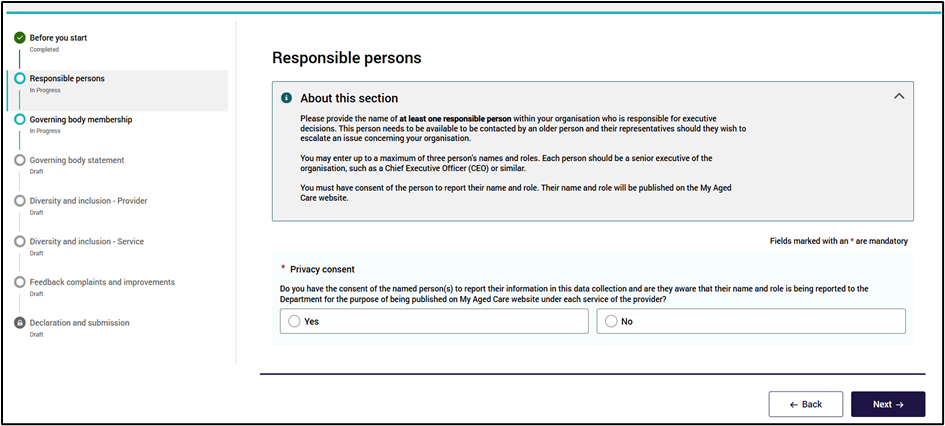 Before you start
Completed
Responsible persons
In Progress
Governing body membership
In Progress
Governing body statement
Draft
Diversity and inclusion - Provider
Draft
Diversity and inclusion - Service
Draft
Feedback complaints and improvements
Draft
Declaration and submission
Draft
Responsible persons
About this section
Please provide the name of at least one responsible person within your organisation who is responsible for executive
decisions. This person needs to be available to be contacted by an older person and their representatives should they wish to
escalate an issue concerning your organisation.
You may enter up to a maximum of three person's names and roles. Each person should be a senior executive of the
organisation, such as a Chief Executive Officer (CEO) or similar.
You must have consent of the person to report their name and role. Their name and role will be published on the My Aged
Care website.
Fields marked with an * are mandatory
* Privacy consent
Do you have the consent of the named person(s) to report their information in this data collection and are they aware that their name and role is being reported to the
Department for the purpose of being published on My Aged Care website under each service of the provider?
Yes
No
← Back
Next →